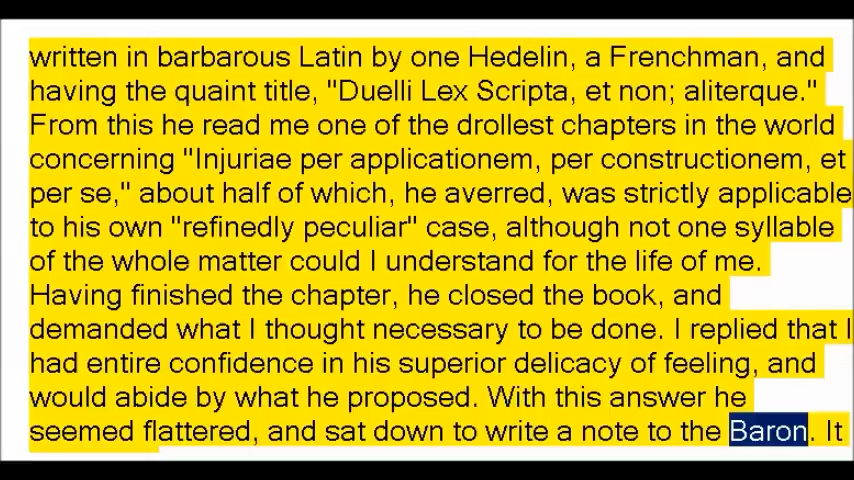 written in barbarous Latin by one Hedelin, a Frenchman, and
having the quaint title, "Duelli Lex Scripta, et non; aliterque."
From this he read me one of the drollest chapters in the world
concerning "Injuriae per applicationem, per constructionem, et
per se," about half of which, he averred, was strictly applicable
to his own "refinedly peculiar" case, although not one syllable
of the whole matter could I understand for the life of me.
Having finished the chapter, he closed the book, and
demanded what I thought necessary to be done. I replied that I
had entire confidence in his superior delicacy of feeling, and
would abide by what he proposed. With this answer he
seemed flattered, and sat down to write a note to the Baron. It